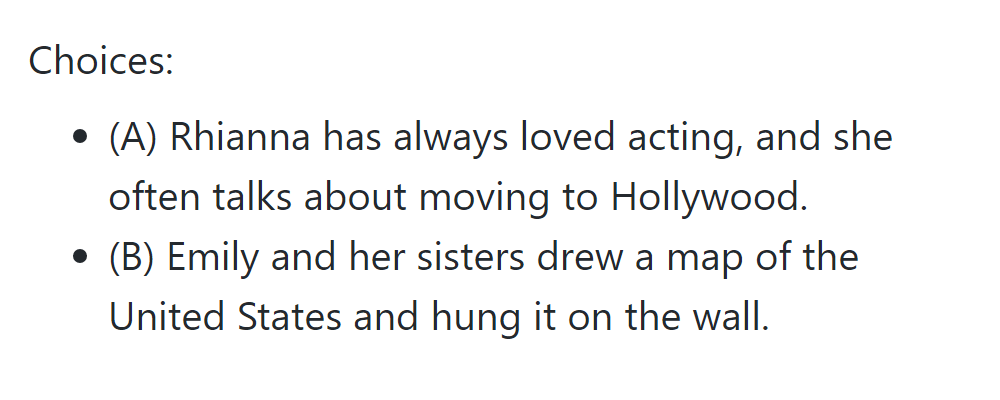 Choices:
• (A) Rhianna has always loved acting, and she
often talks about moving to Hollywood.
• (B) Emily and her sisters drew a map of the
United States and hung it on the wall.